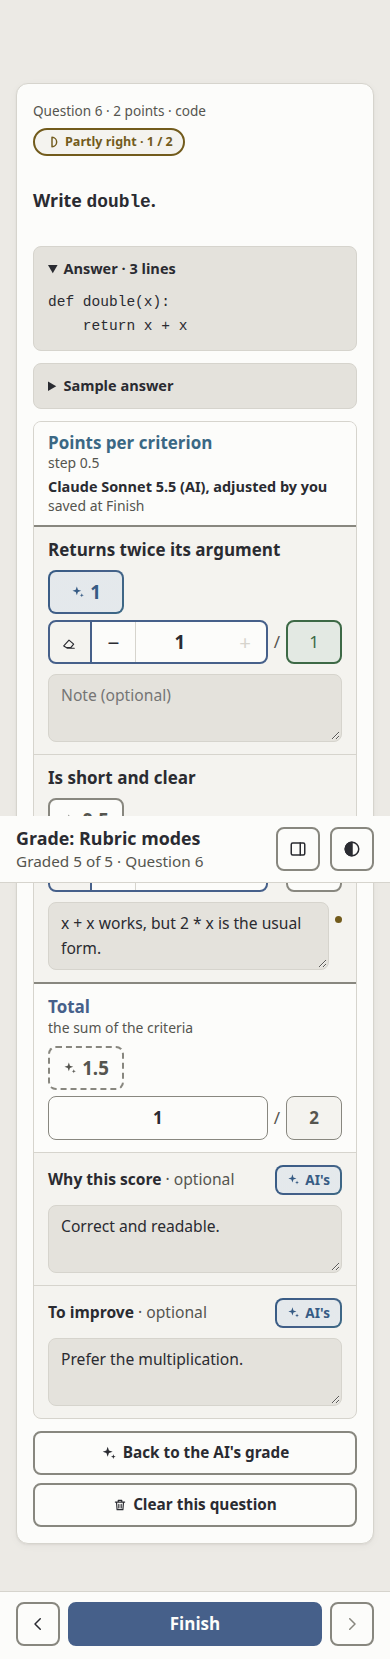 Question 6 · 2 points · code
Partly right · 1 / 2
Write double.
Answer · 3 lines
def double(x):
    return x + x
Sample answer
Points per criterion
step 0.5
Claude Sonnet 5.5 (AI), adjusted by you
saved at Finish
Returns twice its argument
1
− 1 + / 1
Note (optional)
Is short and clear
Grade: Rubric modes
Graded 5 of 5 · Question 6
x + x works, but 2 * x is the usual
form.
Total
the sum of the criteria
1.5
1 / 2
Why this score · optional AI's
Correct and readable.
To improve · optional AI's
Prefer the multiplication.
Back to the AI's grade
Clear this question
Finish